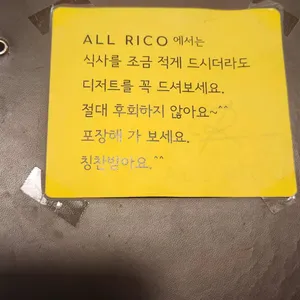 ALL RICO 에서는
식사를 조금 적게 드시더라도
디저트를 꼭 드셔보세요.
절대 후회하지 않아요~^^
포장해 가 보세요.
칭찬받아요.^^